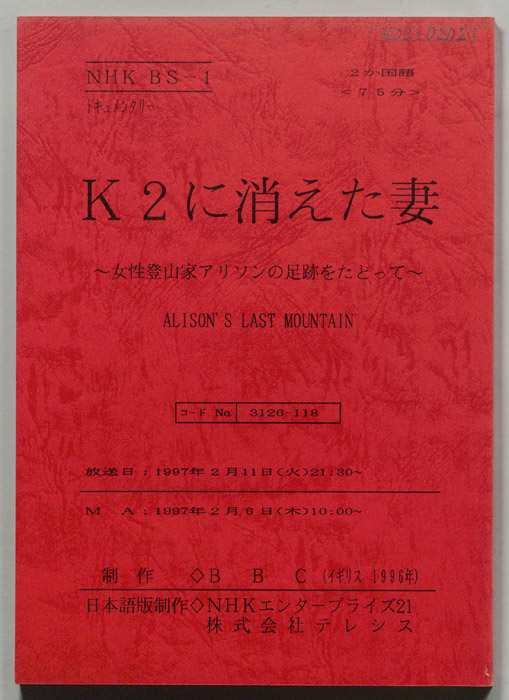 NHK BS-1
2か国語
<75分>
ドキュメンタリー
K2に消えた妻
～女性登山家アリソンの足跡をたどって～
ALISON'S LAST MOUNTAIN
コード No. 3126-118
放送日：1997年2月11日(火)21:30～
MA：1997年2月6日(木)10:00～
制作 ◇BBC(イギリス 1996年)
日本語版制作◇NHKエンタープライズ21
株式会社テレシス